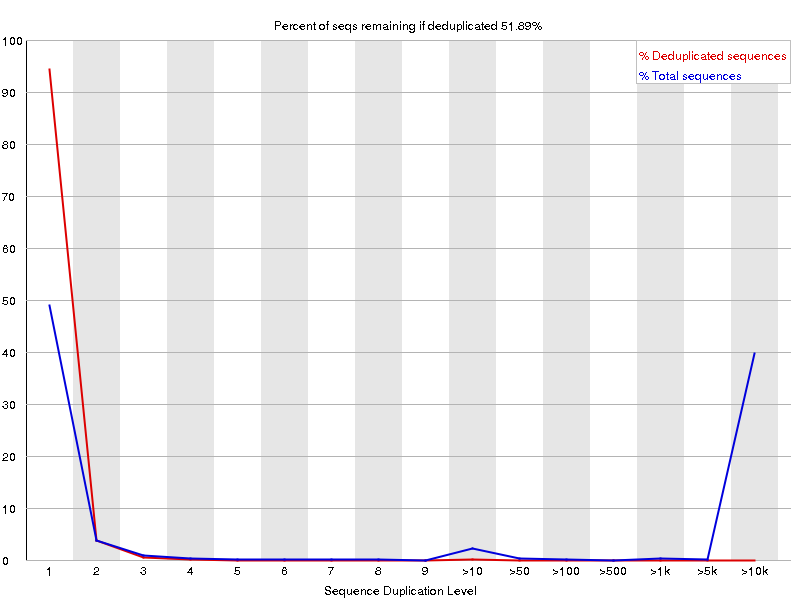 Percent of seqs remaining if deduplicated 51.89%
% Deduplicated sequences
% Total sequences
100
90
80
70
60
50
40
30
20
10
0
1 2 3 4 5 6 7 8 9 >10 >50 >100 >500 >1k >5k >10k
Sequence Duplication Level